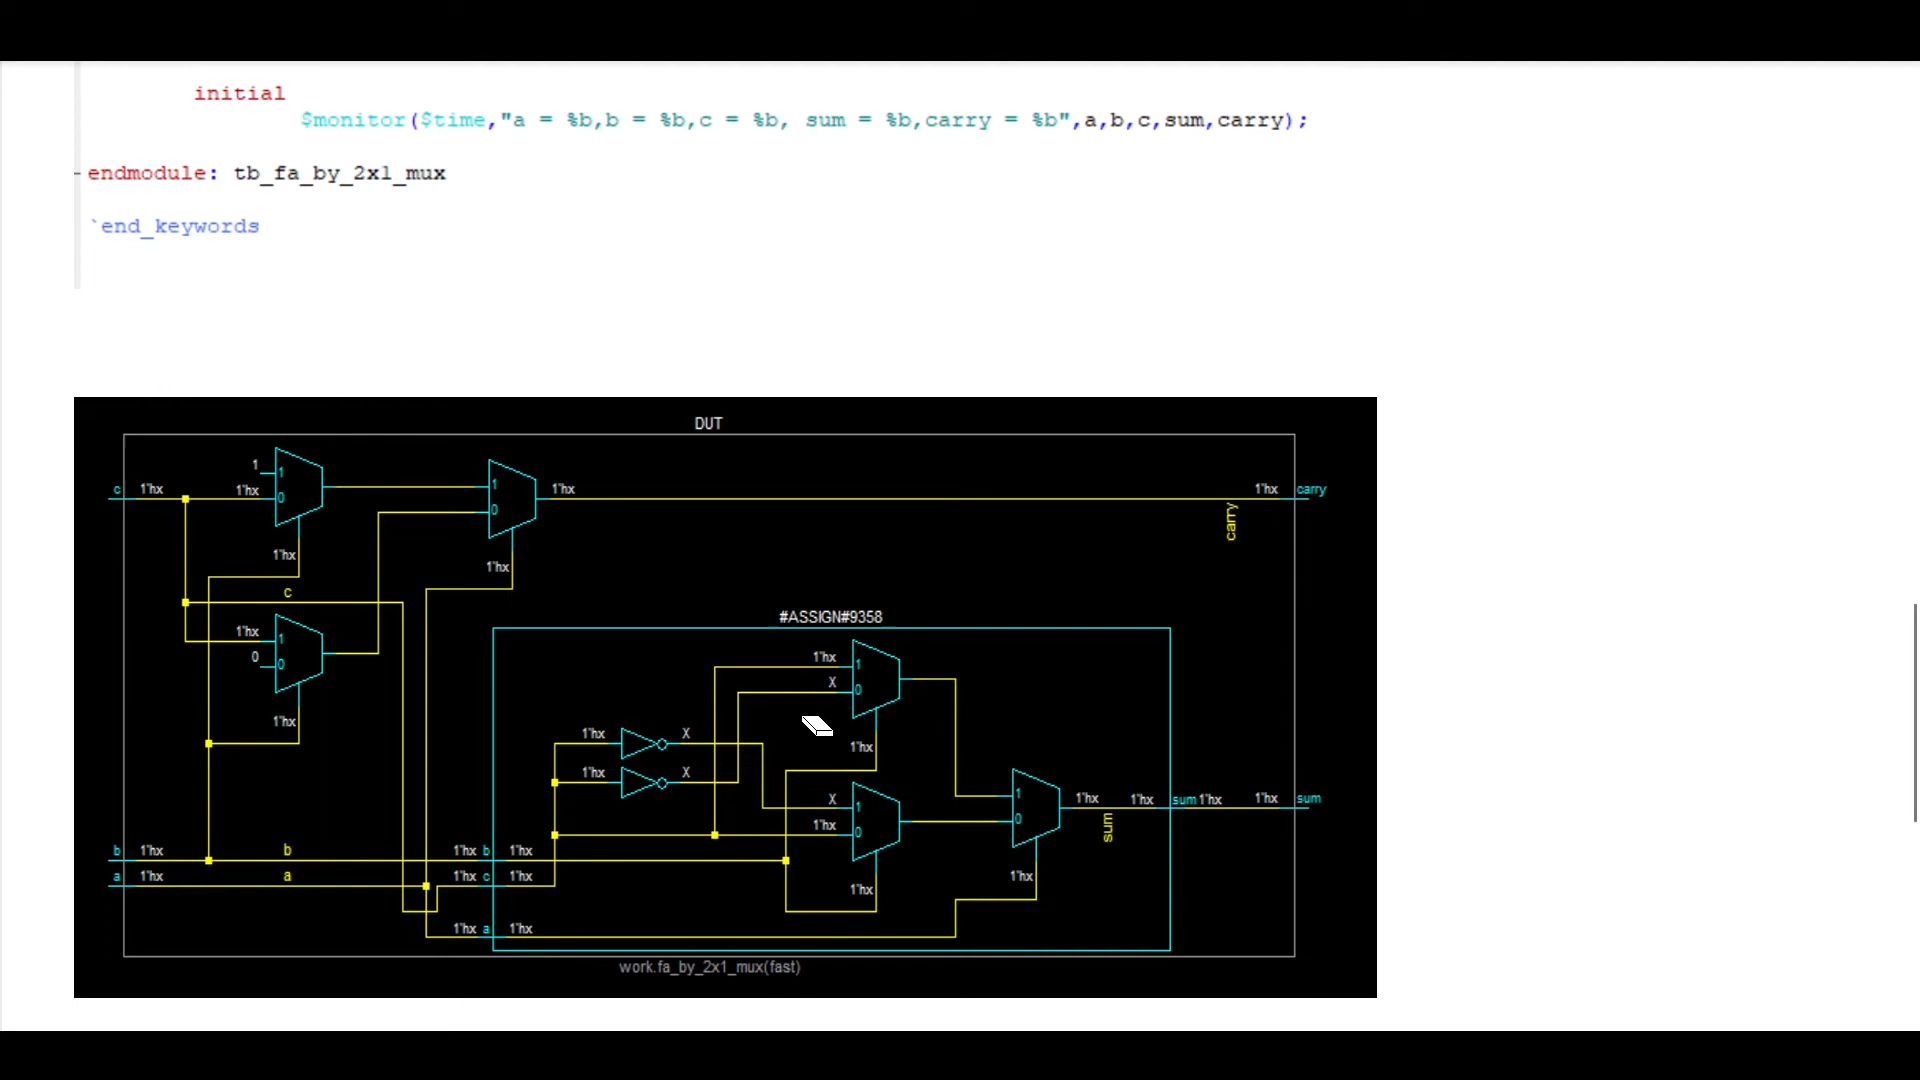 initial
$monitor($time,"a = %b,b = %b,c = %b, sum = %b,carry = %b",a,b,c,sum,carry);
endmodule: tb_fa_by_2x1_mux
`end_keywords
DUT
1 1
c 1'hx 1'hx 0
1 1'hx 1'hx carry
0
carry
1'hx
1'hx
c
#ASSIGN#9358
1'hx 1
0 0
1'hx 1
X 0
1'hx
1'hx X
1'hx
1'hx X
X 1
1'hx 0
1 1'hx 1'hx sum 1'hx 1'hx sum
0
sum
b 1'hx b 1'hx b 1'hx
a 1'hx a 1'hx c 1'hx
1'hx
1'hx
1'hx a 1'hx
work.fa_by_2x1_mux(fast)